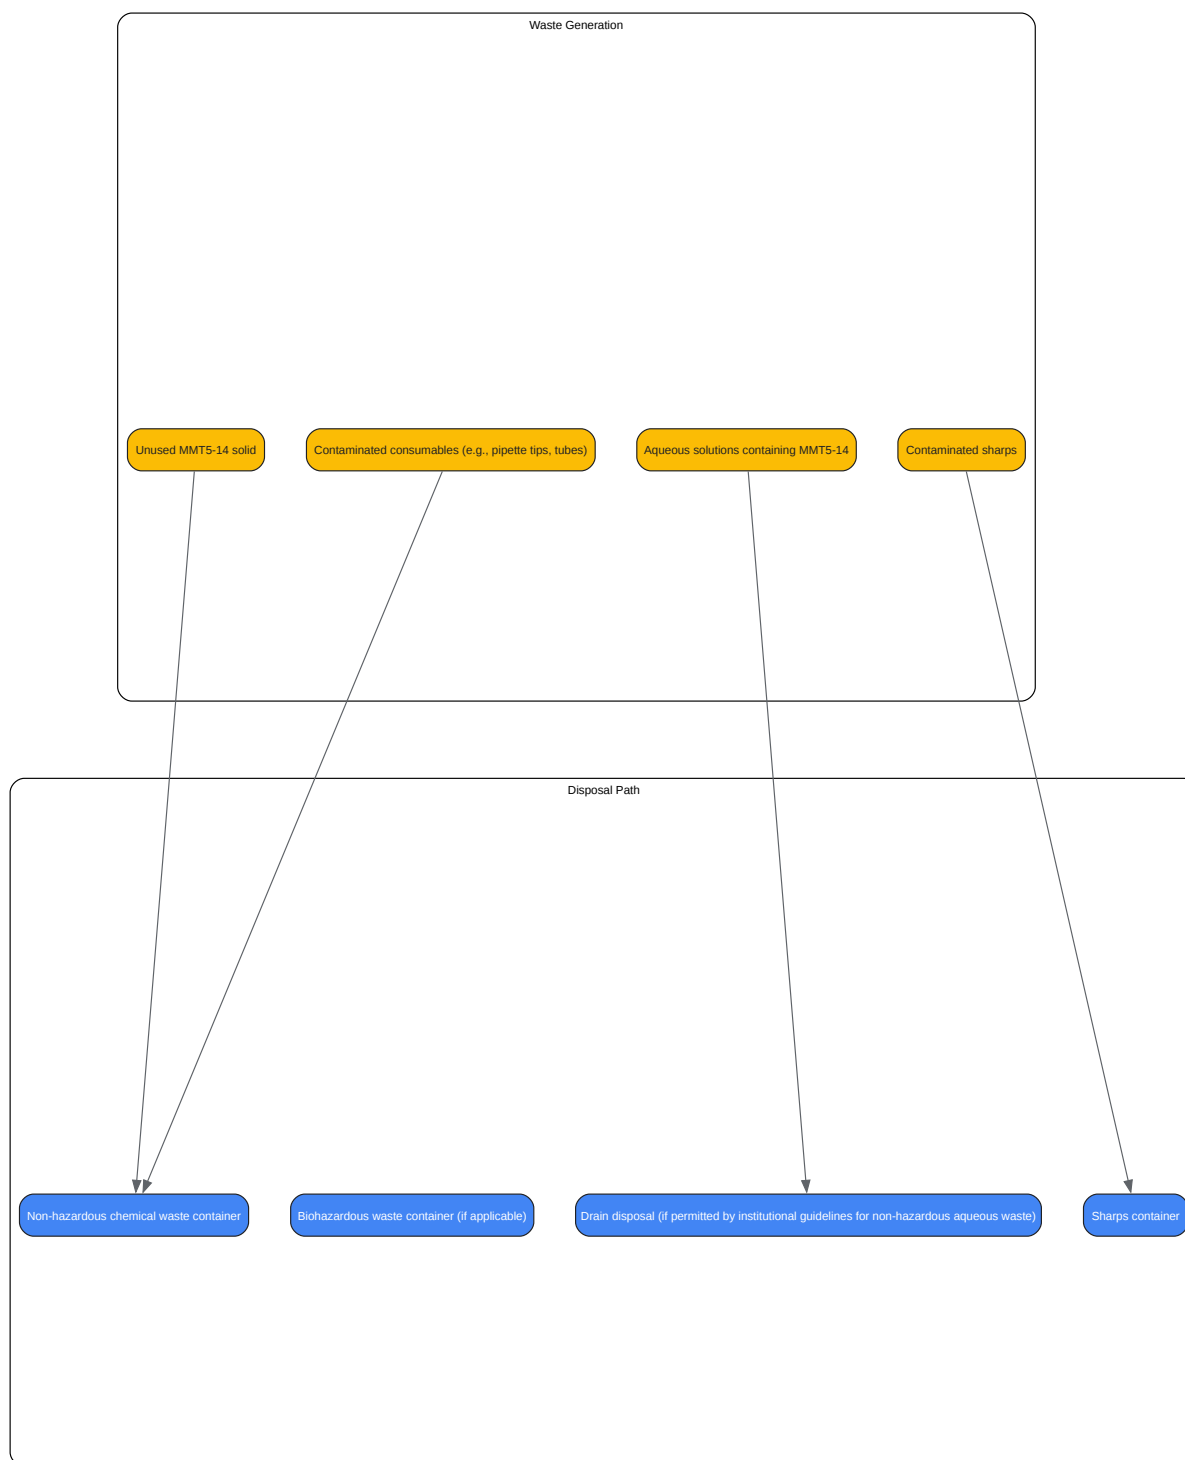 Waste Generation
Unused MMT5-14 solid
Contaminated consumables (e.g., pipette tips, tubes)
Aqueous solutions containing MMT5-14
Contaminated sharps
Disposal Path
Non-hazardous chemical waste container
Biohazardous waste container (if applicable)
Drain disposal (if permitted by institutional guidelines for non-hazardous aqueous waste)
Sharps container